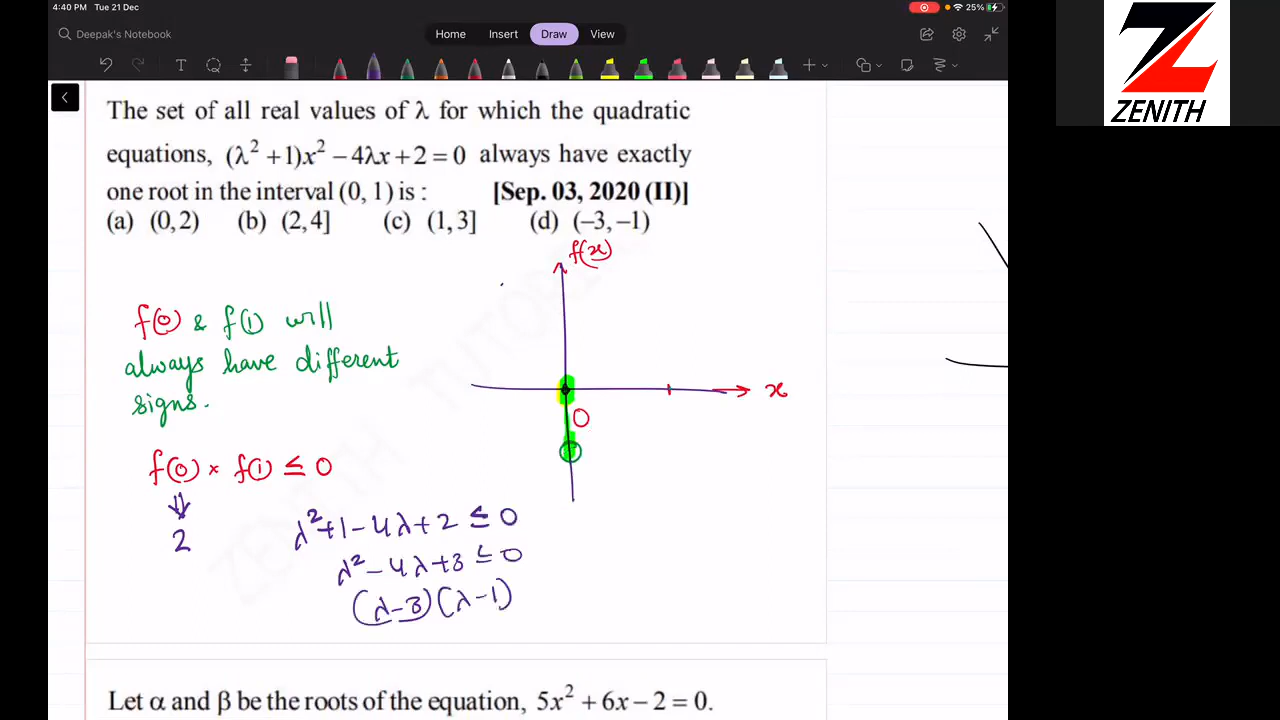 4:40 PM Tue 21 Dec
25%
Deepak's Notebook
Home Insert Draw View
ZENITH
The set of all real values of λ for which the quadratic
equations, (λ² +1)x² − 4λx + 2 = 0 always have exactly
one root in the interval (0, 1) is : [Sep. 03, 2020 (II)]
(a) (0, 2) (b) (2, 4] (c) (1, 3] (d) (–3, –1)
f(x)
f(0) & f(1) will
always have different
signs.
x
0
f(0) × f(1) ≤ 0
2
λ²+1−4λ+2 ≤ 0
λ²−4λ+3 ≤ 0
(λ−3)(λ−1)
ZENITH TUTOR
Let α and β be the roots of the equation, 5x² + 6x − 2 = 0.